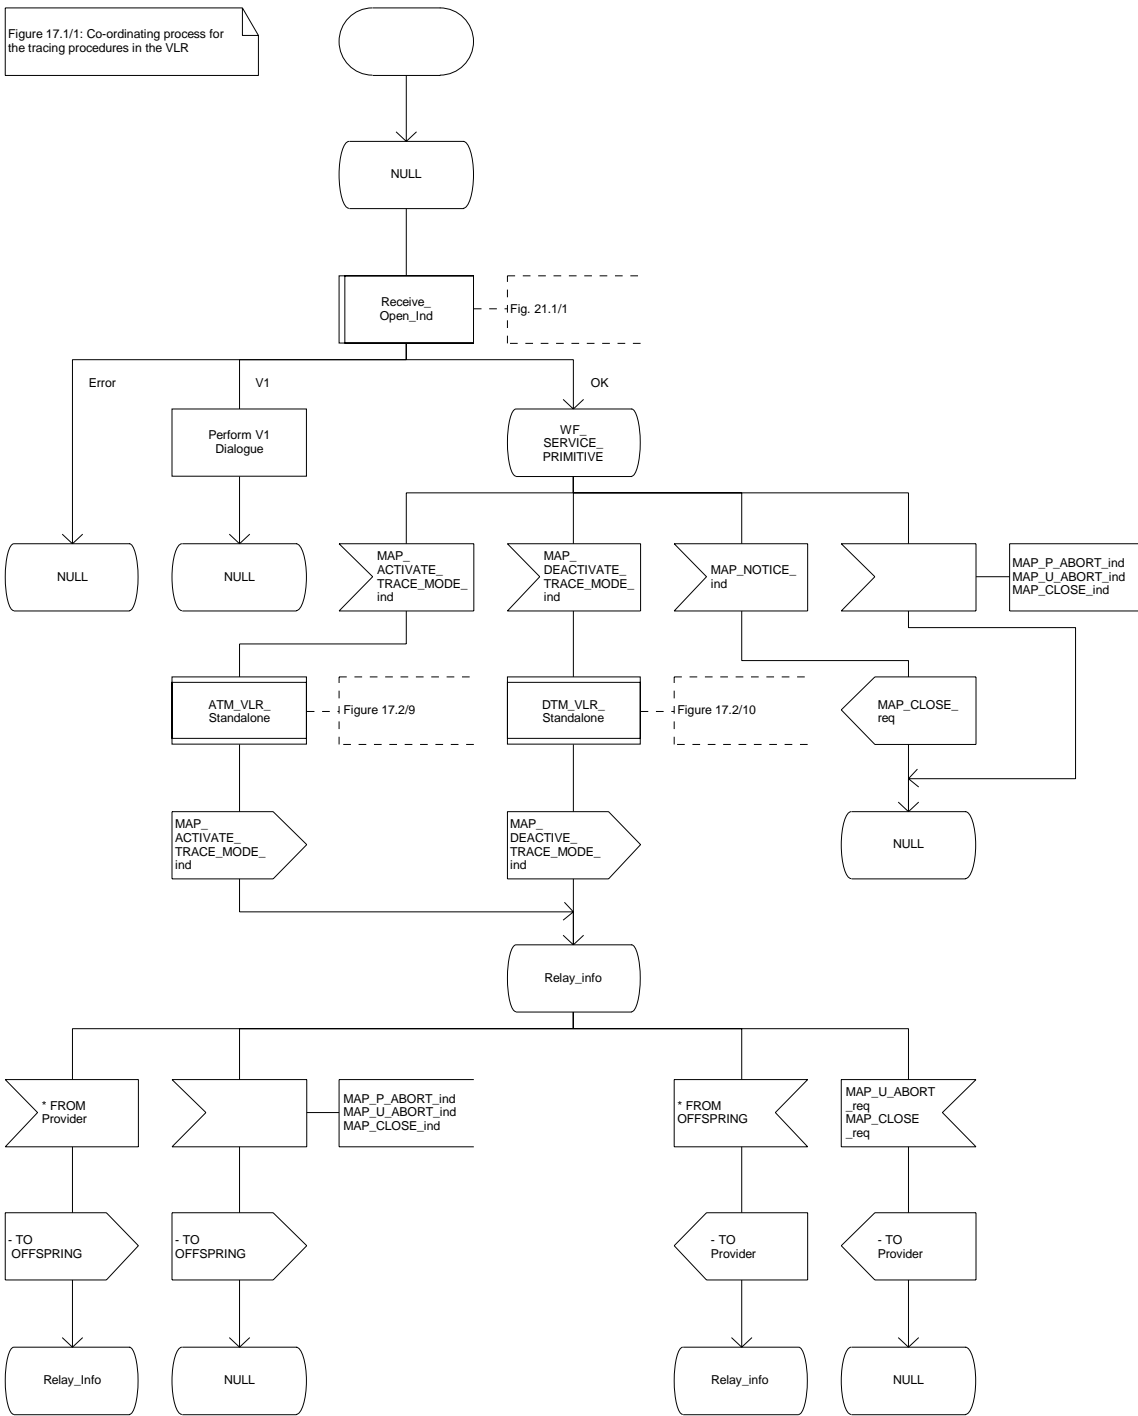 Figure 17.1/1: Co-ordinating process for
the tracing procedures in the VLR
NULL
Receive_
Open_Ind
Fig. 21.1/1
Error
V1
OK
Perform V1
Dialogue
WF_
SERVICE_
PRIMITIVE
NULL
NULL
MAP_
ACTIVATE_
TRACE_MODE_
ind
MAP_
DEACTIVATE_
TRACE_MODE_
ind
MAP_NOTICE_
ind
MAP_P_ABORT_ind
MAP_U_ABORT_ind
MAP_CLOSE_ind
ATM_VLR_
Standalone
Figure 17.2/9
DTM_VLR_
Standalone
Figure 17.2/10
MAP_CLOSE_
req
MAP_
ACTIVATE_
TRACE_MODE_
ind
MAP_
DEACTIVE_
TRACE_MODE_
ind
NULL
Relay_info
* FROM
Provider
MAP_P_ABORT_ind
MAP_U_ABORT_ind
MAP_CLOSE_ind
* FROM
OFFSPRING
MAP_U_ABORT
_req
MAP_CLOSE
_req
- TO
OFFSPRING
- TO
OFFSPRING
- TO
Provider
- TO
Provider
Relay_Info
NULL
Relay_info
NULL